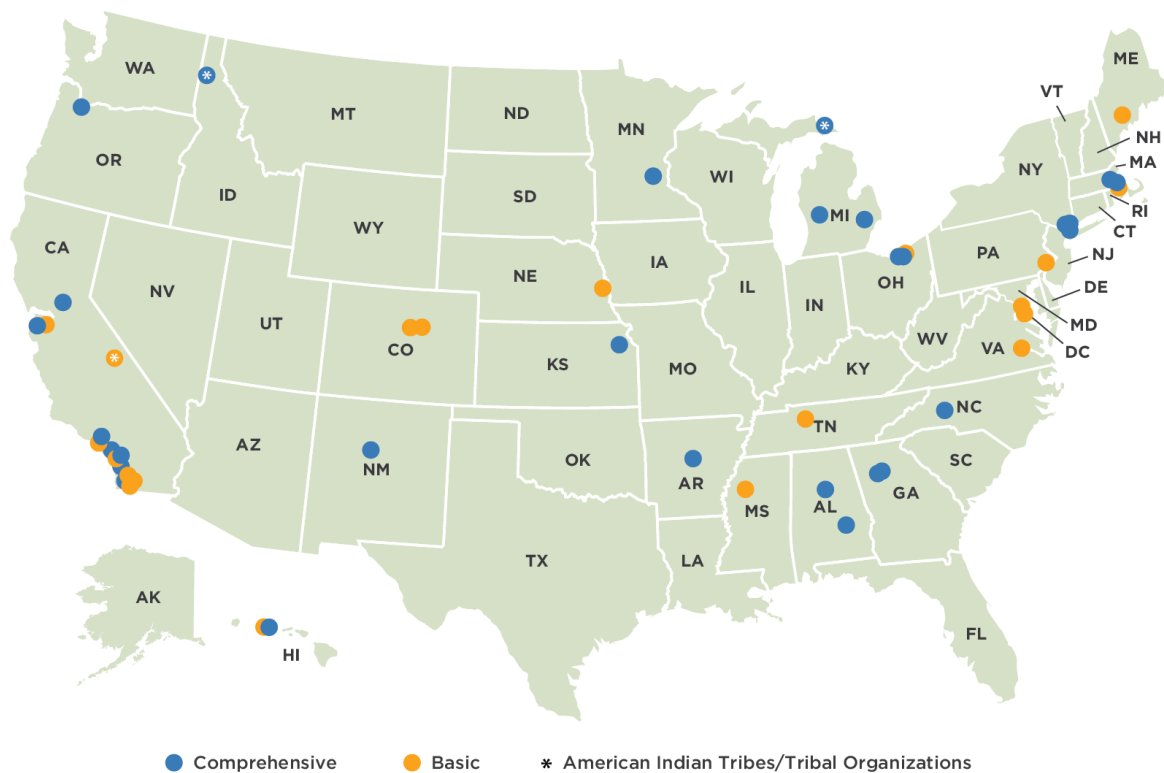 ME
VT
WA
NH
MT
ND
MN
MA
OR
NY
WI
SD
ID
RI
MI
WY
CT
CA
PA
NJ
IA
NE
OH
DE
NV
IL
IN
UT
MD
CO
WV
VA
DC
KS
MO
KY
NC
TN
AZ
OK
NM
SC
AR
GA
MS
AL
TX
LA
AK
FL
HI
Comprehensive Basic * American Indian Tribes/Tribal Organizations